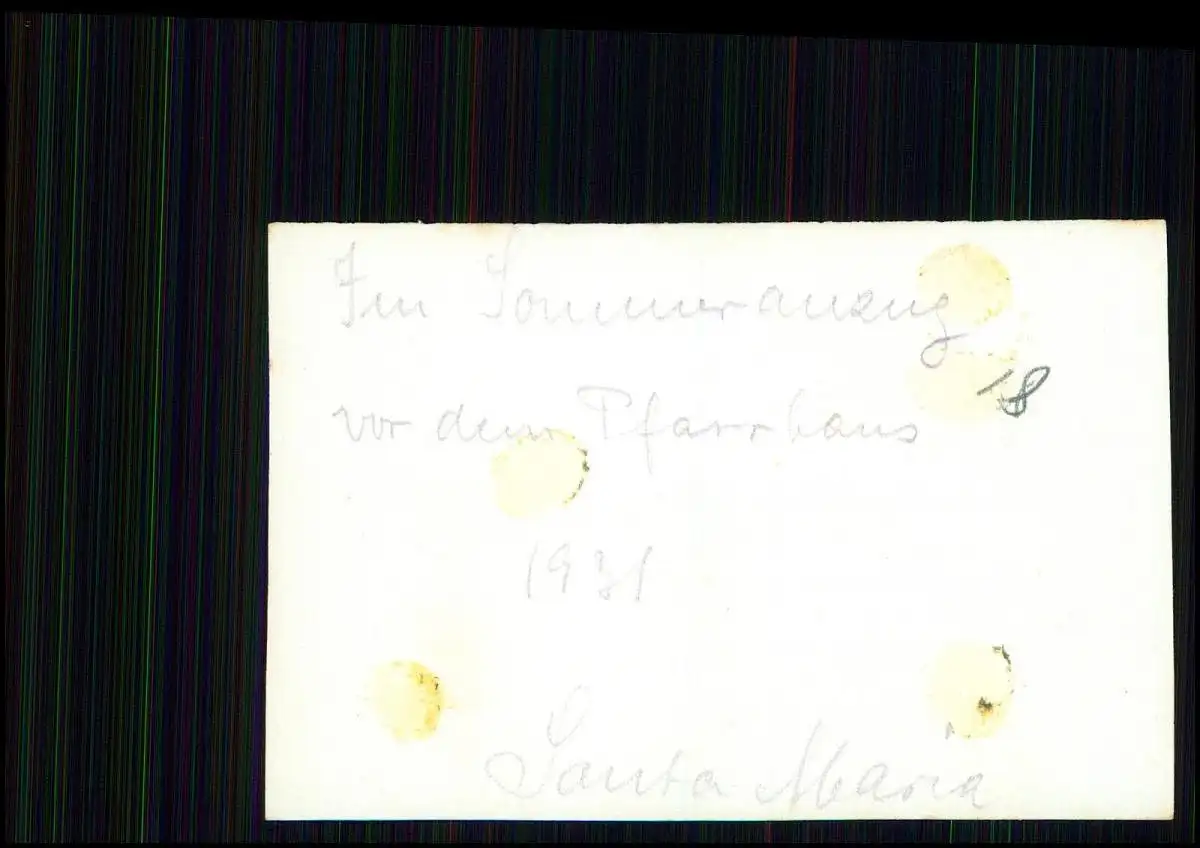 Im Sommeranzug
18
vor dem Pfarrhaus
1931
Santa Maria